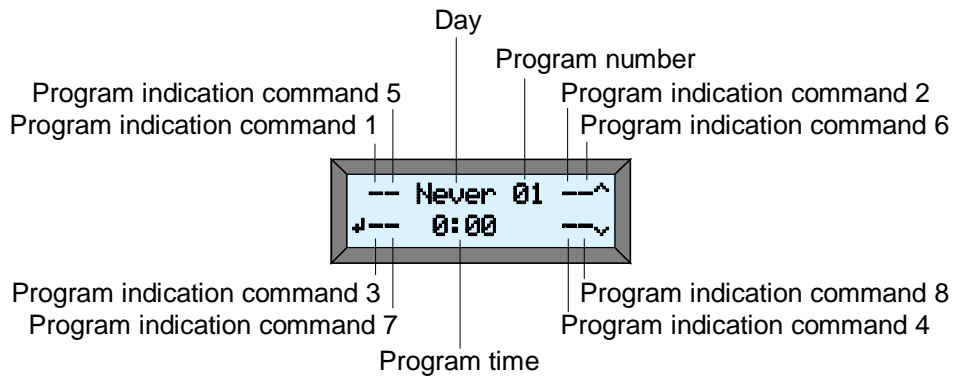 Day
Program number
Program indication command 5
Program indication command 2
Program indication command 1
Program indication command 6
-- Never 01 --^
↲-- 0:00 --⌄
Program indication command 3
Program indication command 8
Program indication command 7
Program indication command 4
Program time